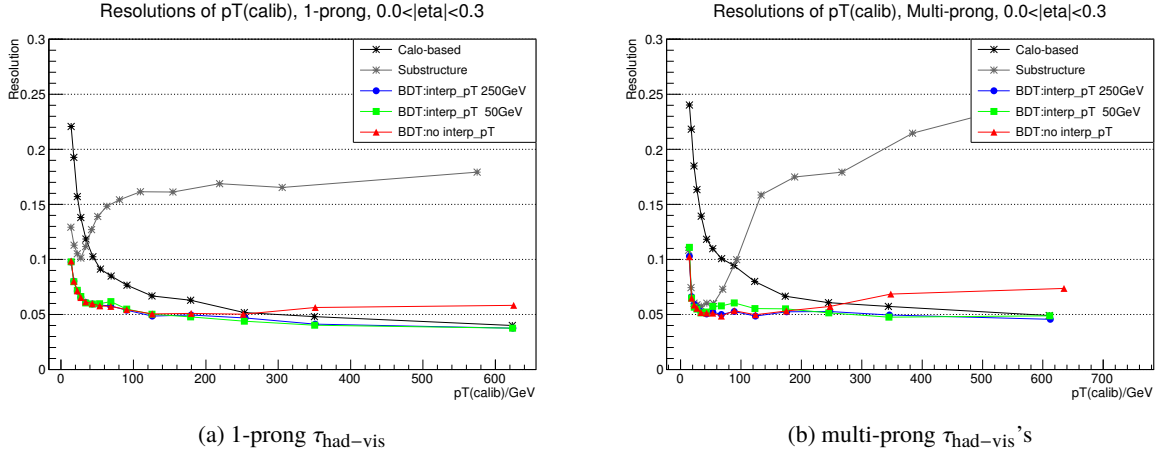 Resolutions of pT(calib), 1-prong, 0.0<|eta|<0.3
Resolution
0.3
0.25
0.2
0.15
0.1
0.05
0
Calo-based
Substructure
BDT:interp_pT 250GeV
BDT:interp_pT 50GeV
BDT:no interp_pT
0 100 200 300 400 500 600
pT(calib)/GeV
(a) 1-prong τhad−vis
Resolutions of pT(calib), Multi-prong, 0.0<|eta|<0.3
Resolution
0.3
0.25
0.2
0.15
0.1
0.05
0
Calo-based
Substructure
BDT:interp_pT 250GeV
BDT:interp_pT 50GeV
BDT:no interp_pT
0 100 200 300 400 500 600 700
pT(calib)/GeV
(b) multi-prong τhad−vis's